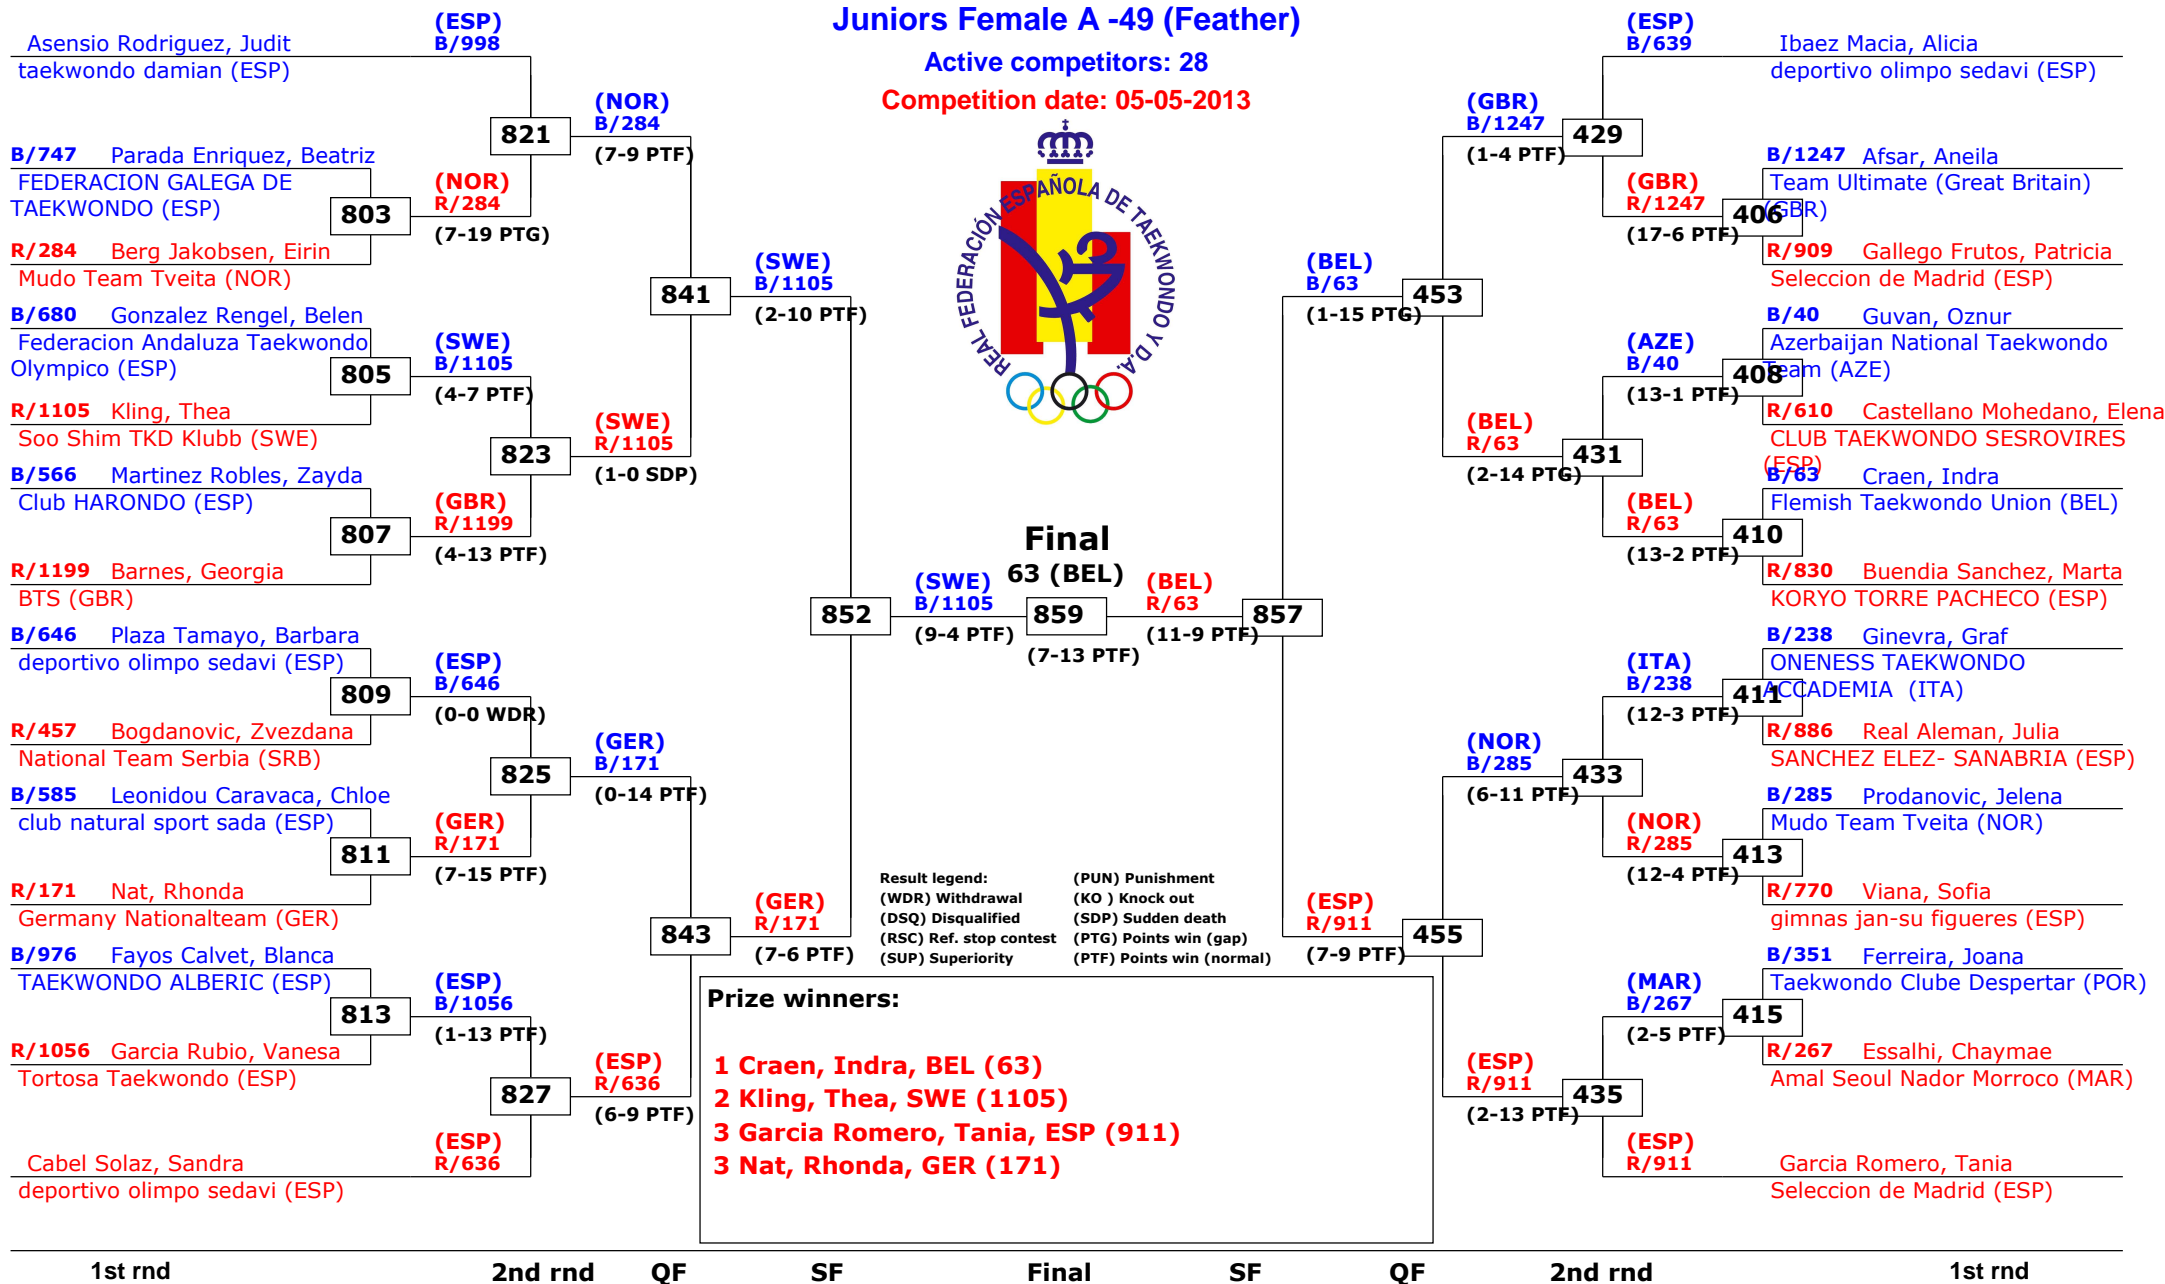 Juniors Female A -49 (Feather)
Active competitors: 28
Competition date: 05-05-2013
REAL FEDERACIÓN ESPAÑOLA DE TAEKWONDO Y D.A.
(ESP)
B/998
Asensio Rodriguez, Judit
taekwondo damian (ESP)
B/747 Parada Enriquez, Beatriz
FEDERACION GALEGA DE
TAEKWONDO (ESP)
803
R/284 Berg Jakobsen, Eirin
Mudo Team Tveita (NOR)
(NOR)
R/284
(7-19 PTG)
821
(NOR)
B/284
(7-9 PTF)
B/680 Gonzalez Rengel, Belen
Federacion Andaluza Taekwondo
Olympico (ESP)
805
R/1105 Kling, Thea
Soo Shim TKD Klubb (SWE)
(SWE)
B/1105
(4-7 PTF)
823
B/566 Martinez Robles, Zayda
Club HARONDO (ESP)
807
R/1199 Barnes, Georgia
BTS (GBR)
(GBR)
R/1199
(4-13 PTF)
(SWE)
R/1105
(1-0 SDP)
841
(SWE)
B/1105
(2-10 PTF)
B/646 Plaza Tamayo, Barbara
deportivo olimpo sedavi (ESP)
809
R/457 Bogdanovic, Zvezdana
National Team Serbia (SRB)
(ESP)
B/646
(0-0 WDR)
825
B/585 Leonidou Caravaca, Chloe
club natural sport sada (ESP)
811
R/171 Nat, Rhonda
Germany Nationalteam (GER)
(GER)
R/171
(7-15 PTF)
(GER)
B/171
(0-14 PTF)
843
B/976 Fayos Calvet, Blanca
TAEKWONDO ALBERIC (ESP)
813
R/1056 Garcia Rubio, Vanesa
Tortosa Taekwondo (ESP)
(ESP)
B/1056
(1-13 PTF)
827
(ESP)
R/636
Cabel Solaz, Sandra
deportivo olimpo sedavi (ESP)
(ESP)
R/636
(6-9 PTF)
(GER)
R/171
(7-6 PTF)
852
(SWE)
B/1105
(9-4 PTF)
Final
63 (BEL)
859
(7-13 PTF)
(BEL)
R/63
(11-9 PTF)
857
(BEL)
B/63
(1-15 PTG)
453
(GBR)
B/1247
(1-4 PTF)
429
(ESP)
B/639
Ibaez Macia, Alicia
deportivo olimpo sedavi (ESP)
(GBR)
R/1247
(17-6 PTF)
406
B/1247 Afsar, Aneila
Team Ultimate (Great Britain)
(GBR)
R/909 Gallego Frutos, Patricia
Seleccion de Madrid (ESP)
(BEL)
R/63
(2-14 PTG)
431
(AZE)
B/40
(13-1 PTF)
408
B/40 Guvan, Oznur
Azerbaijan National Taekwondo
Team (AZE)
R/610 Castellano Mohedano, Elena
CLUB TAEKWONDO SESROVIRES
(ESP)
(BEL)
R/63
(13-2 PTF)
410
B/63 Craen, Indra
Flemish Taekwondo Union (BEL)
R/830 Buendia Sanchez, Marta
KORYO TORRE PACHECO (ESP)
(ESP)
R/911
(7-9 PTF)
455
(NOR)
B/285
(6-11 PTF)
433
(ITA)
B/238
(12-3 PTF)
411
B/238 Ginevra, Graf
ONENESS TAEKWONDO
ACCADEMIA (ITA)
R/886 Real Aleman, Julia
SANCHEZ ELEZ- SANABRIA (ESP)
(NOR)
R/285
(12-4 PTF)
413
B/285 Prodanovic, Jelena
Mudo Team Tveita (NOR)
R/770 Viana, Sofia
gimnas jan-su figueres (ESP)
(ESP)
R/911
(2-13 PTF)
435
(MAR)
B/267
(2-5 PTF)
415
B/351 Ferreira, Joana
Taekwondo Clube Despertar (POR)
R/267 Essalhi, Chaymae
Amal Seoul Nador Morroco (MAR)
(ESP)
R/911
Garcia Romero, Tania
Seleccion de Madrid (ESP)
Result legend: (PUN) Punishment
(WDR) Withdrawal (KO ) Knock out
(DSQ) Disqualified (SDP) Sudden death
(RSC) Ref. stop contest (PTG) Points win (gap)
(SUP) Superiority (PTF) Points win (normal)
Prize winners:
1 Craen, Indra, BEL (63)
2 Kling, Thea, SWE (1105)
3 Garcia Romero, Tania, ESP (911)
3 Nat, Rhonda, GER (171)
1st rnd 2nd rnd QF SF Final SF QF 2nd rnd 1st rnd